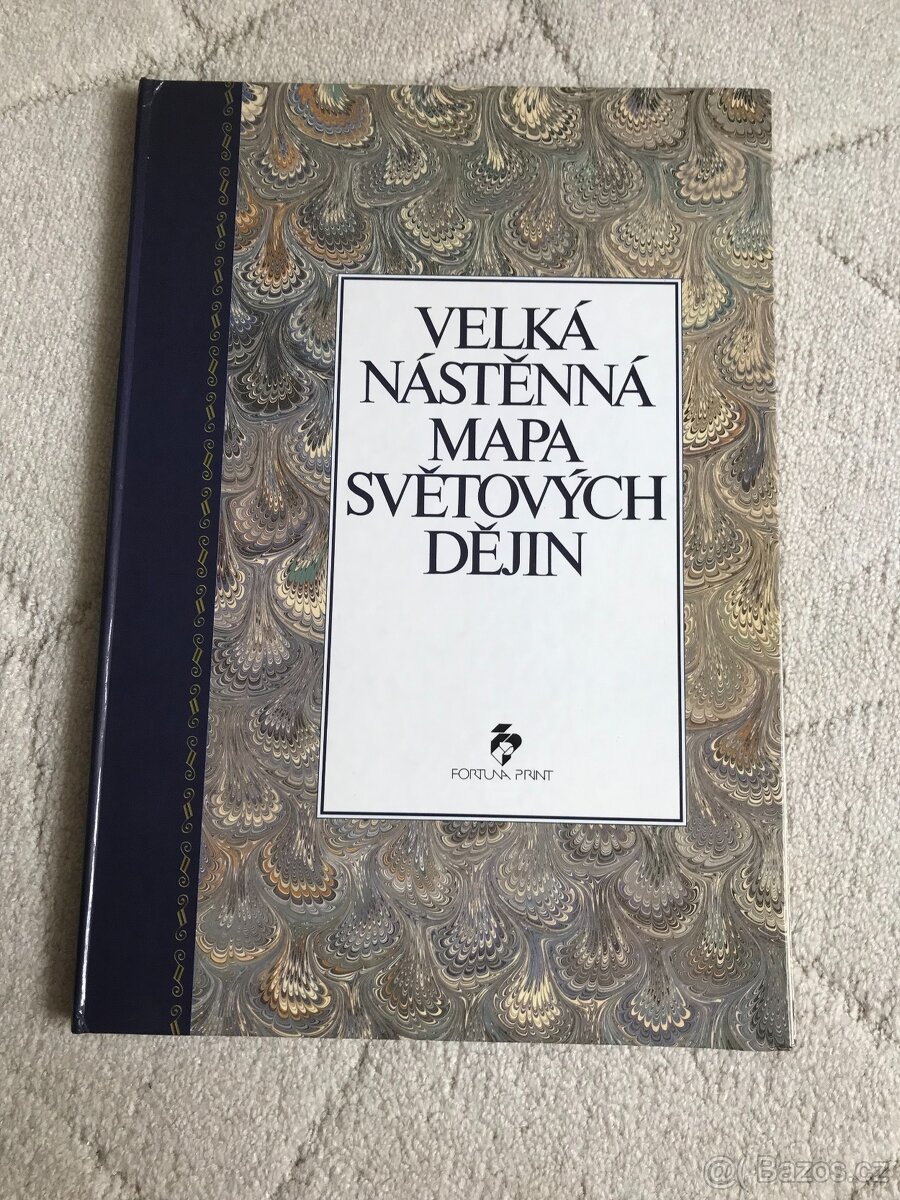 VELKÁ
NÁSTĚNNÁ
MAPA
SVĚTOVÝCH
DĚJIN
FORTUNA PRINT
@ Bazos.cz